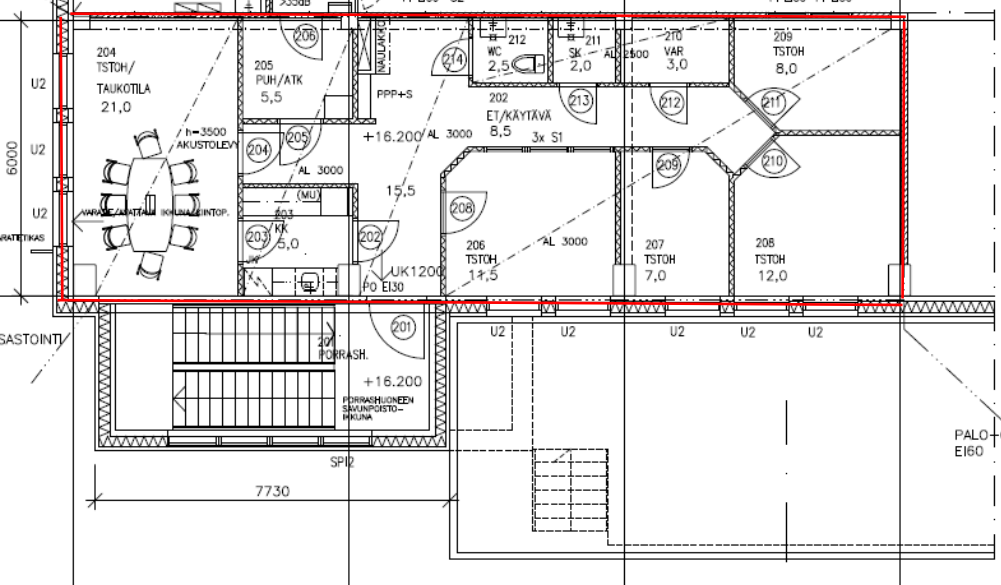 >35dB
204
TSTOH/
TAUKOTILA
21,0
h=3500
AKUSTOLEVY
205
PUH/ATK
5,5
206
204
205
AL 3000
(MU)
203
KK
5,0
203
202
NAULAKKO
PPP+S
+16.200
AL 3000
15,5
UK1200
PO EI30
214
212
WC
2,5
211
SK
2,0
AL 2500
210
VAR
3,0
209
TSTOH
8,0
202
ET/KÄYTÄVÄ
8,5
3x S1
213
212
211
210
209
208
206
TSTOH
11,5
AL 3000
207
TSTOH
7,0
208
TSTOH
12,0
U2
U2
U2
6000
U2
U2
U2
U2
U2
201
201
PORRASH.
+16.200
PORRASHUONEEN
SAVUNPOISTO-
IKKUNA
SPI2
7730
PALO-
EI60